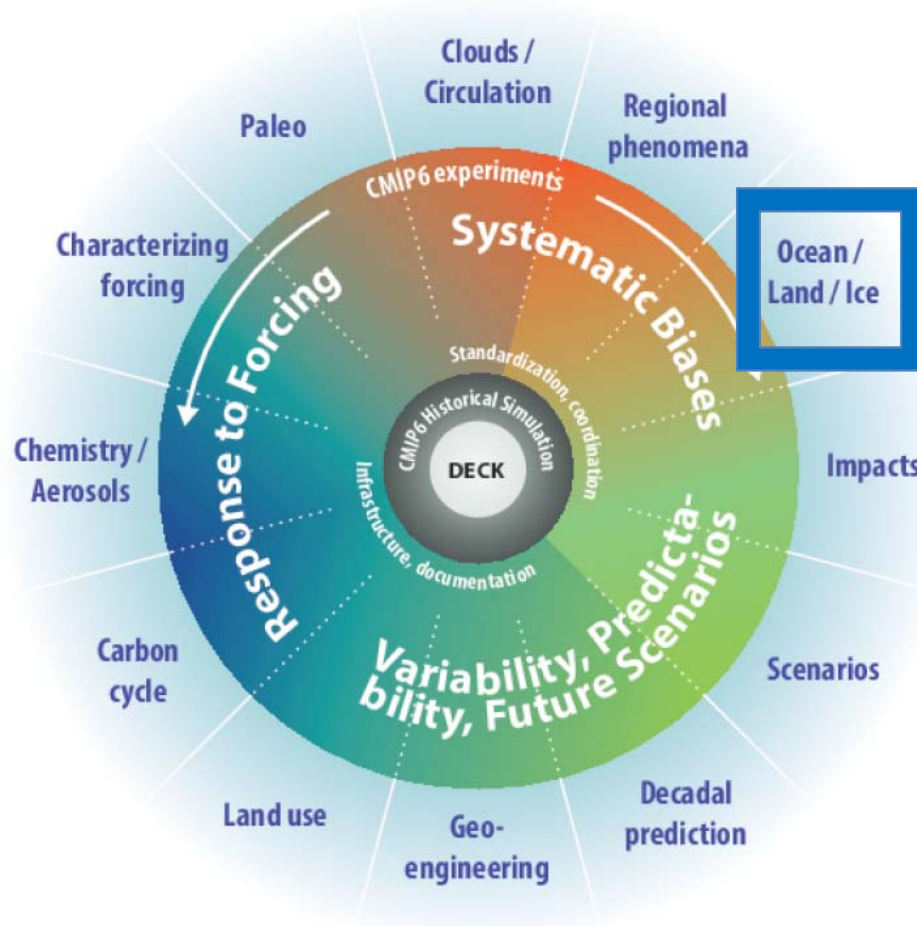 Clouds /
Circulation
Regional
phenomena
Paleo
CMIP6 experiments
Systematic Biases
Ocean /
Land / Ice
Characterizing
forcing
Response to Forcing
Standardization, coordination
CMIP6 Historical Simulation
DECK
Chemistry /
Aerosols
Impacts
Infrastructure, documentation
Variability, Predicta-
bility, Future Scenarios
Carbon
cycle
Scenarios
Land use
Geo-
engineering
Decadal
prediction